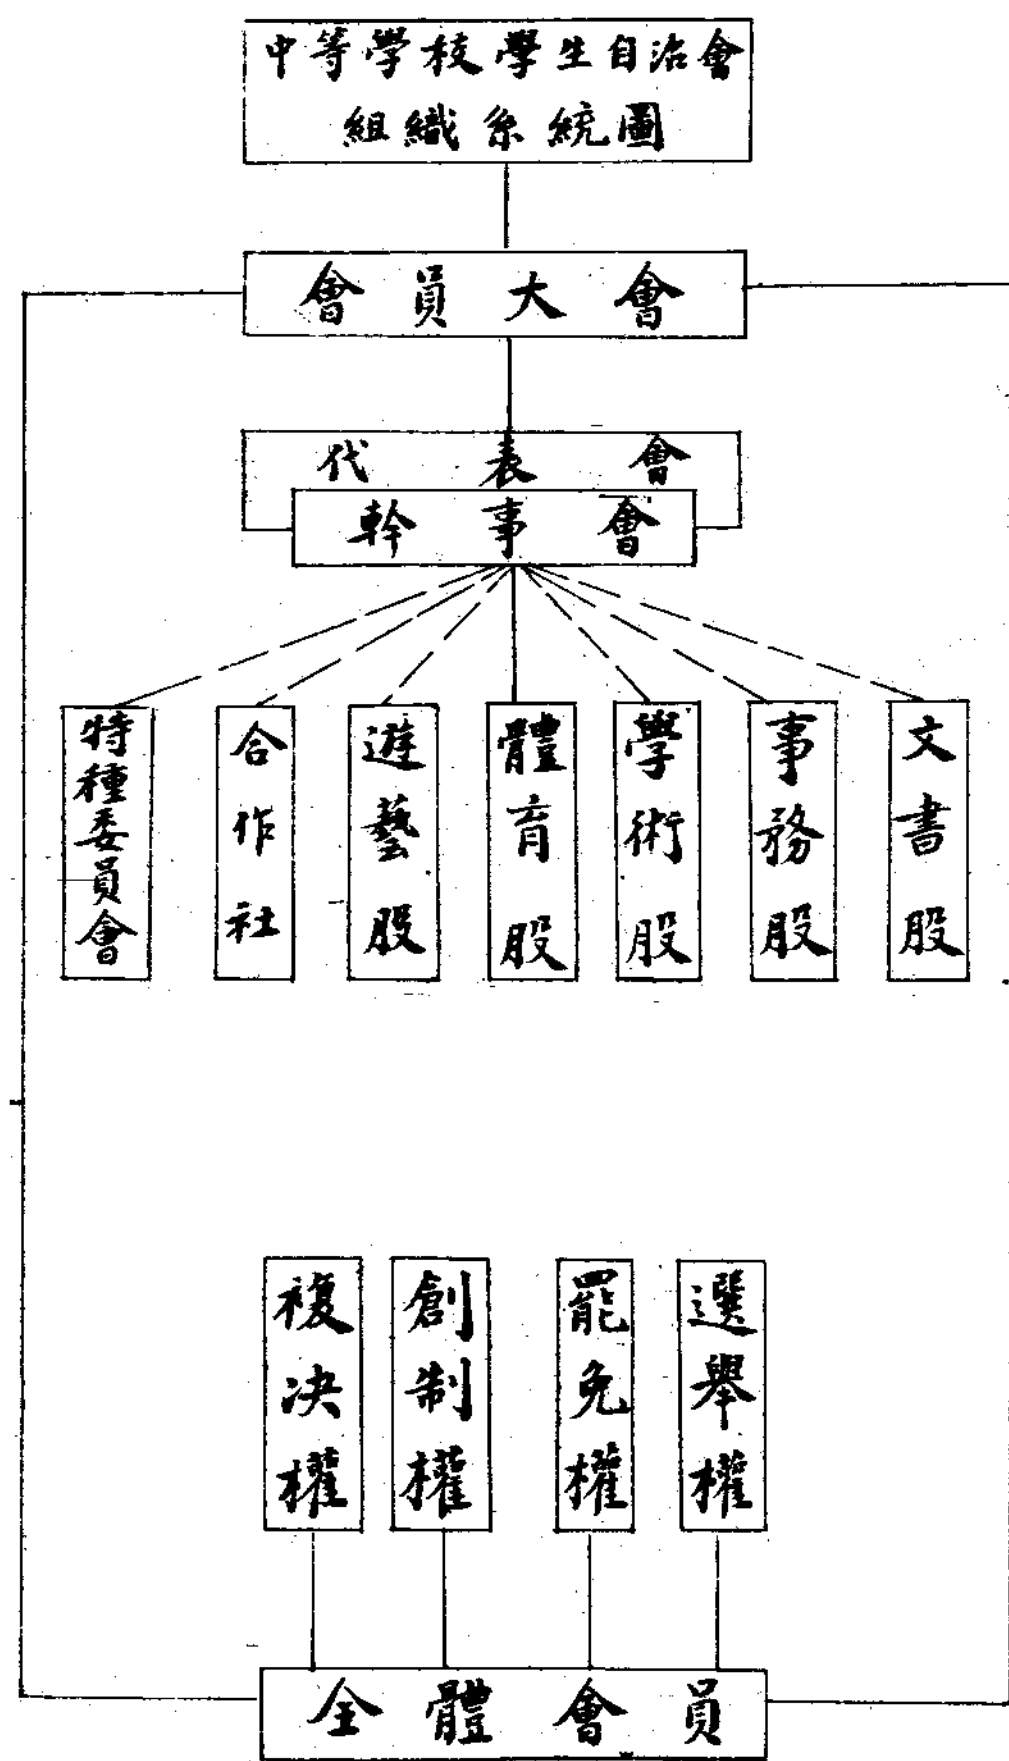 中等學校學生自治會
組織系統圖
會員大會
代表會
幹事會
特種委員會
合作社
遊藝股
體育股
學術股
事務股
文書股
複决權
創制權
罷免權
選舉權
全體會員